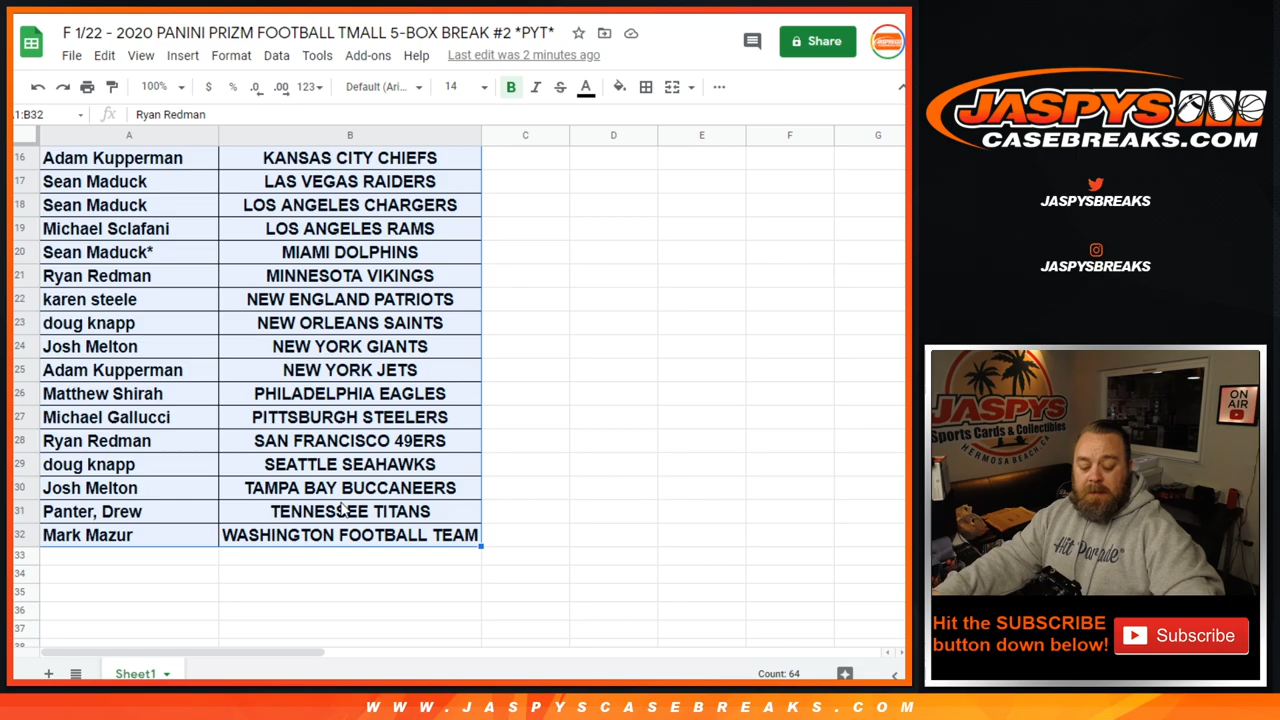 F 1/22 - 2020 PANINI PRIZM FOOTBALL TMALL 5-BOX BREAK #2 *PYT*
File Edit View Insert Format Data Tools Add-ons Help Last edit was 2 minutes ago
Share
100% $ % .0 .00 123 Default (Ari... 14 B I S A
1:B32 fx Ryan Redman
A B C D E F G
16 Adam Kupperman KANSAS CITY CHIEFS
17 Sean Maduck LAS VEGAS RAIDERS
18 Sean Maduck LOS ANGELES CHARGERS
19 Michael Sclafani LOS ANGELES RAMS
20 Sean Maduck* MIAMI DOLPHINS
21 Ryan Redman MINNESOTA VIKINGS
22 karen steele NEW ENGLAND PATRIOTS
23 doug knapp NEW ORLEANS SAINTS
24 Josh Melton NEW YORK GIANTS
25 Adam Kupperman NEW YORK JETS
26 Matthew Shirah PHILADELPHIA EAGLES
27 Michael Gallucci PITTSBURGH STEELERS
28 Ryan Redman SAN FRANCISCO 49ERS
29 doug knapp SEATTLE SEAHAWKS
30 Josh Melton TAMPA BAY BUCCANEERS
31 Panter, Drew TENNESSEE TITANS
32 Mark Mazur WASHINGTON FOOTBALL TEAM
33
34
35
36
37
38
Sheet1
Count: 64
JASPYS
CASEBREAKS.COM
JASPYSBREAKS
JASPYSBREAKS
JASPYS
Sports Cards & Collectibles
HERMOSA BEACH, CA
ON
AIR
Hit Parade
Hit the SUBSCRIBE
button down below!
Subscribe
WWW.JASPYSCASEBREAKS.COM